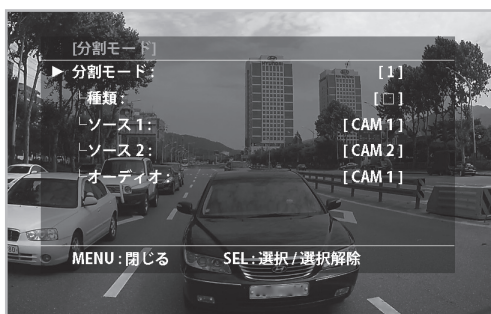 [分割モード]
▶ 分割モード : [ 1 ]
└種類 : [ □ ]
└ソース 1 : [ CAM 1 ]
└ソース 2 : [ CAM 2 ]
└オーディオ : [ CAM 1 ]
MENU : 閉じる SEL : 選択 / 選択解除